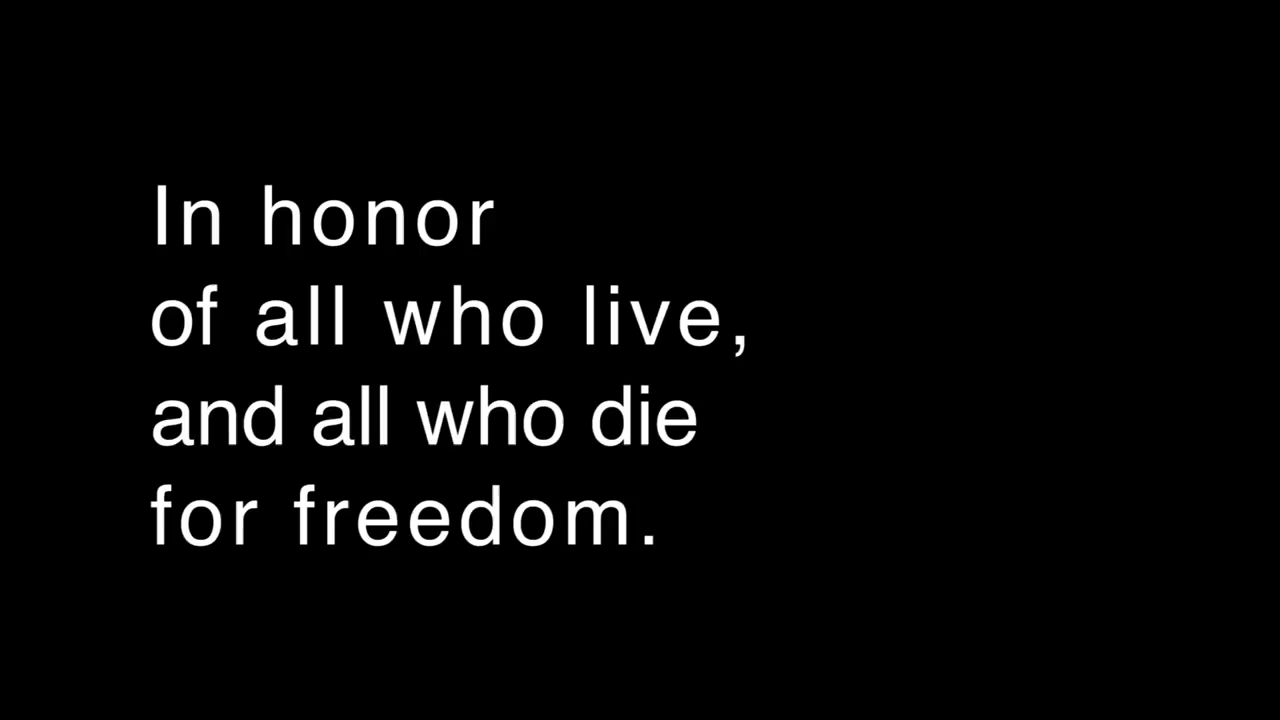 In honor
of all who live,
and all who die
for freedom.